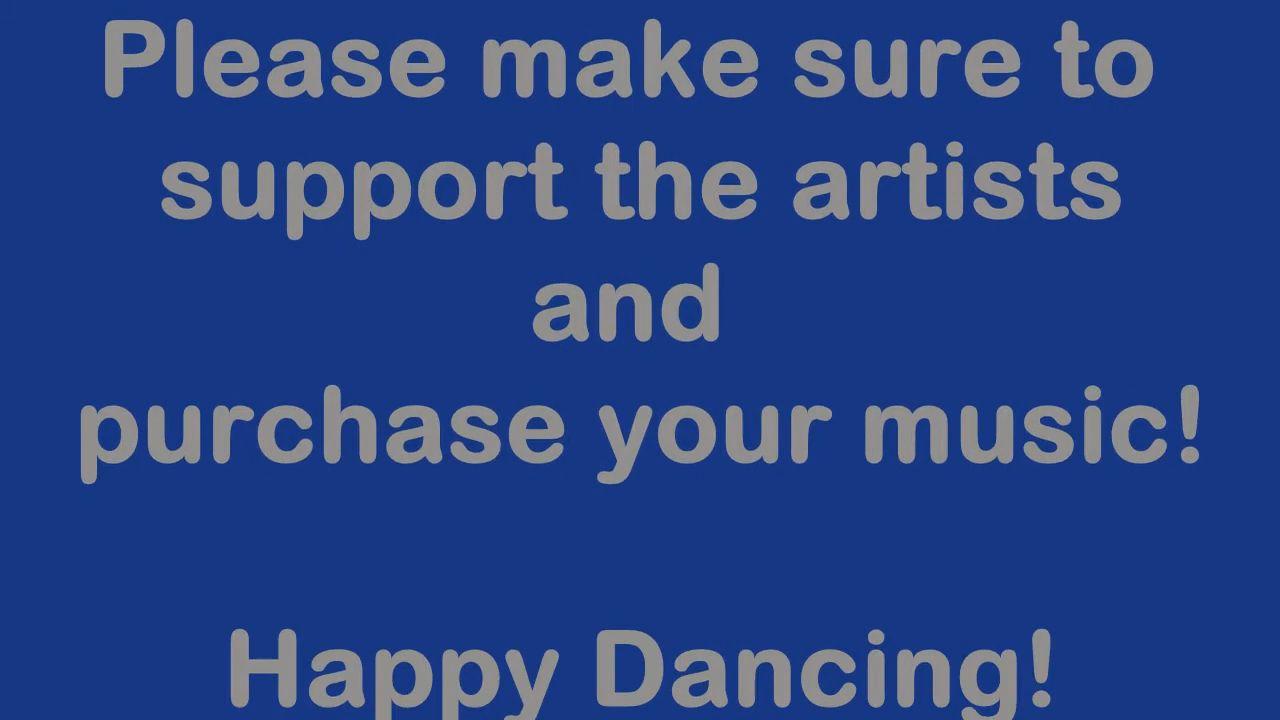 Please make sure to
support the artists
and
purchase your music!
Happy Dancing!